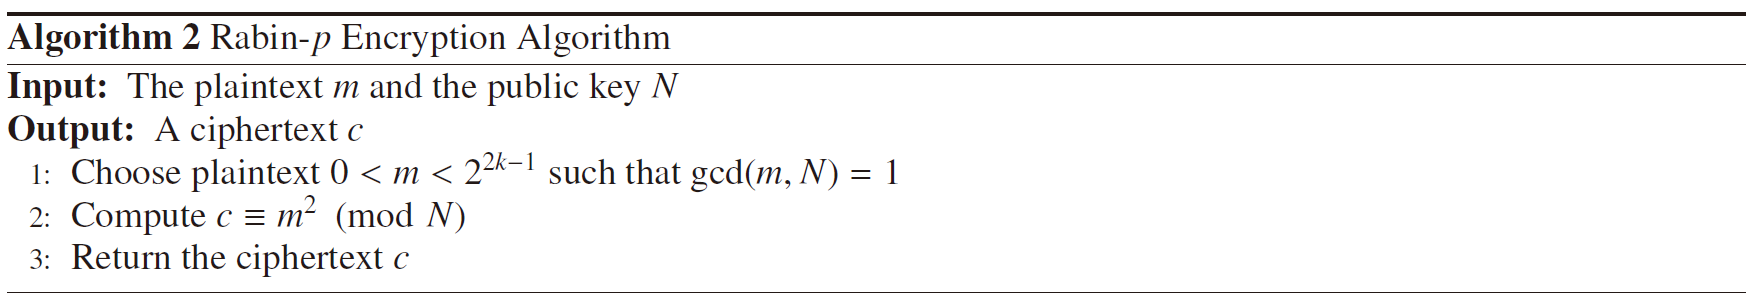 Algorithm 2 Rabin-p Encryption Algorithm
Input: The plaintext m and the public key N
Output: A ciphertext c
1: Choose plaintext 0 < m < 2^{2k−1} such that gcd(m, N) = 1
2: Compute c ≡ m² (mod N)
3: Return the ciphertext c